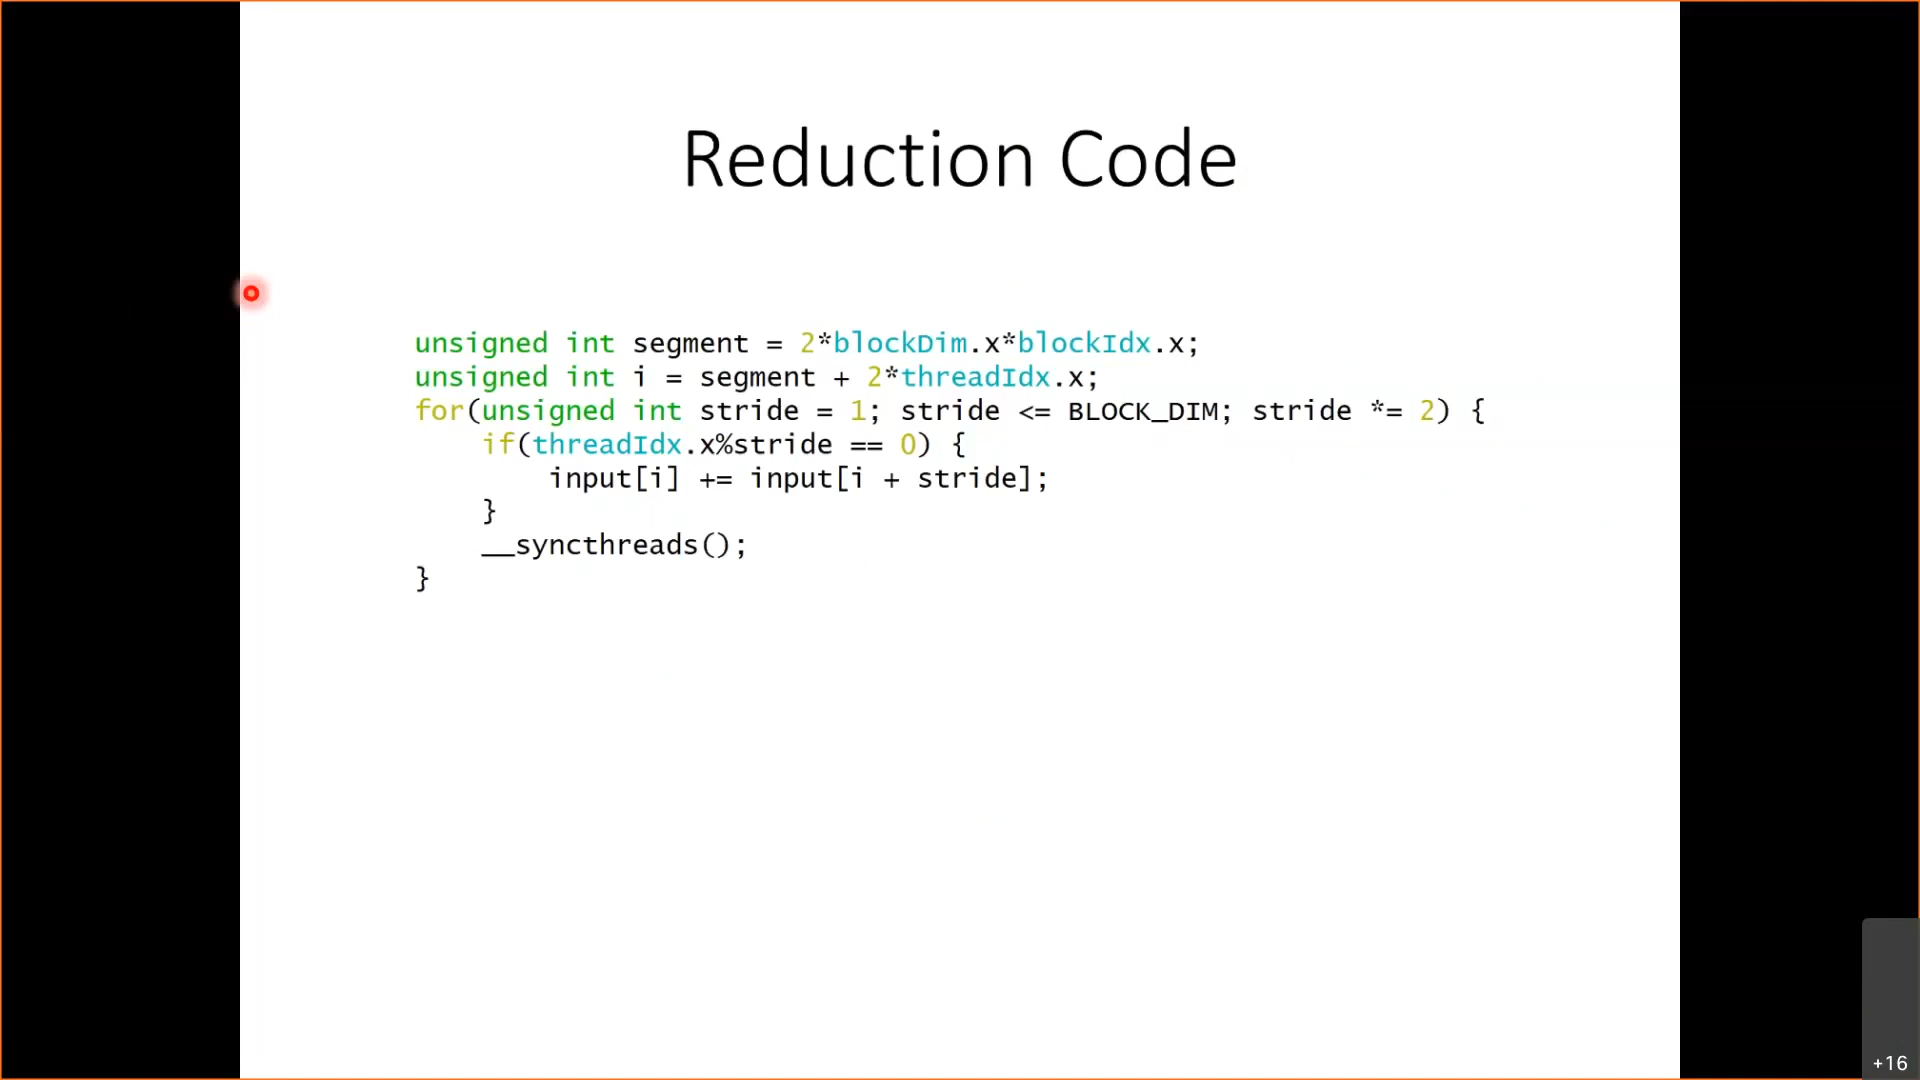 Reduction Code
unsigned int segment = 2*blockDim.x*blockIdx.x;
unsigned int i = segment + 2*threadIdx.x;
for(unsigned int stride = 1; stride <= BLOCK_DIM; stride *= 2) {
    if(threadIdx.x%stride == 0) {
        input[i] += input[i + stride];
    }
    __syncthreads();
}
+16